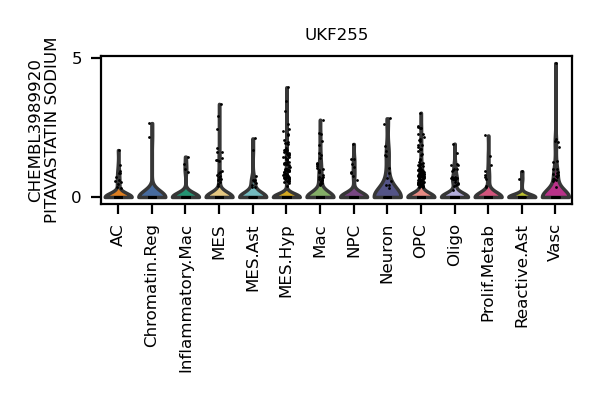 UKF255
CHEMBL3989920
PITAVASTATIN SODIUM
5
0
AC
Chromatin.Reg
Inflammatory.Mac
MES
MES.Ast
MES.Hyp
Mac
NPC
Neuron
OPC
Oligo
Prolif.Metab
Reactive.Ast
Vasc